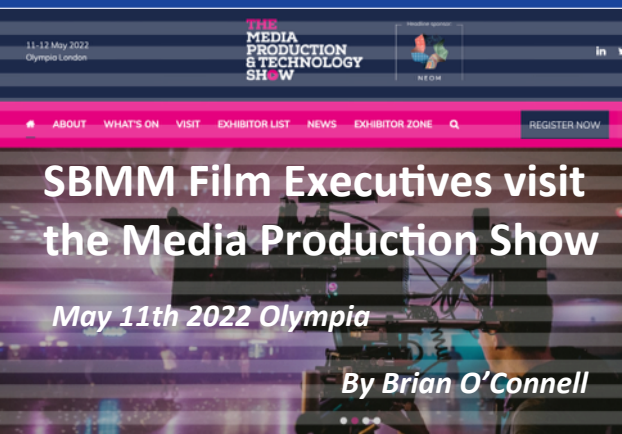 11-12 May 2022
Olympia London
THE
MEDIA
PRODUCTION
& TECHNOLOGY
SHOW
Headline sponsor
NEOM
in
ABOUT WHAT'S ON VISIT EXHIBITOR LIST NEWS EXHIBITOR ZONE REGISTER NOW
SBMM Film Executives visit
the Media Production Show
May 11th 2022 Olympia
By Brian O'Connell